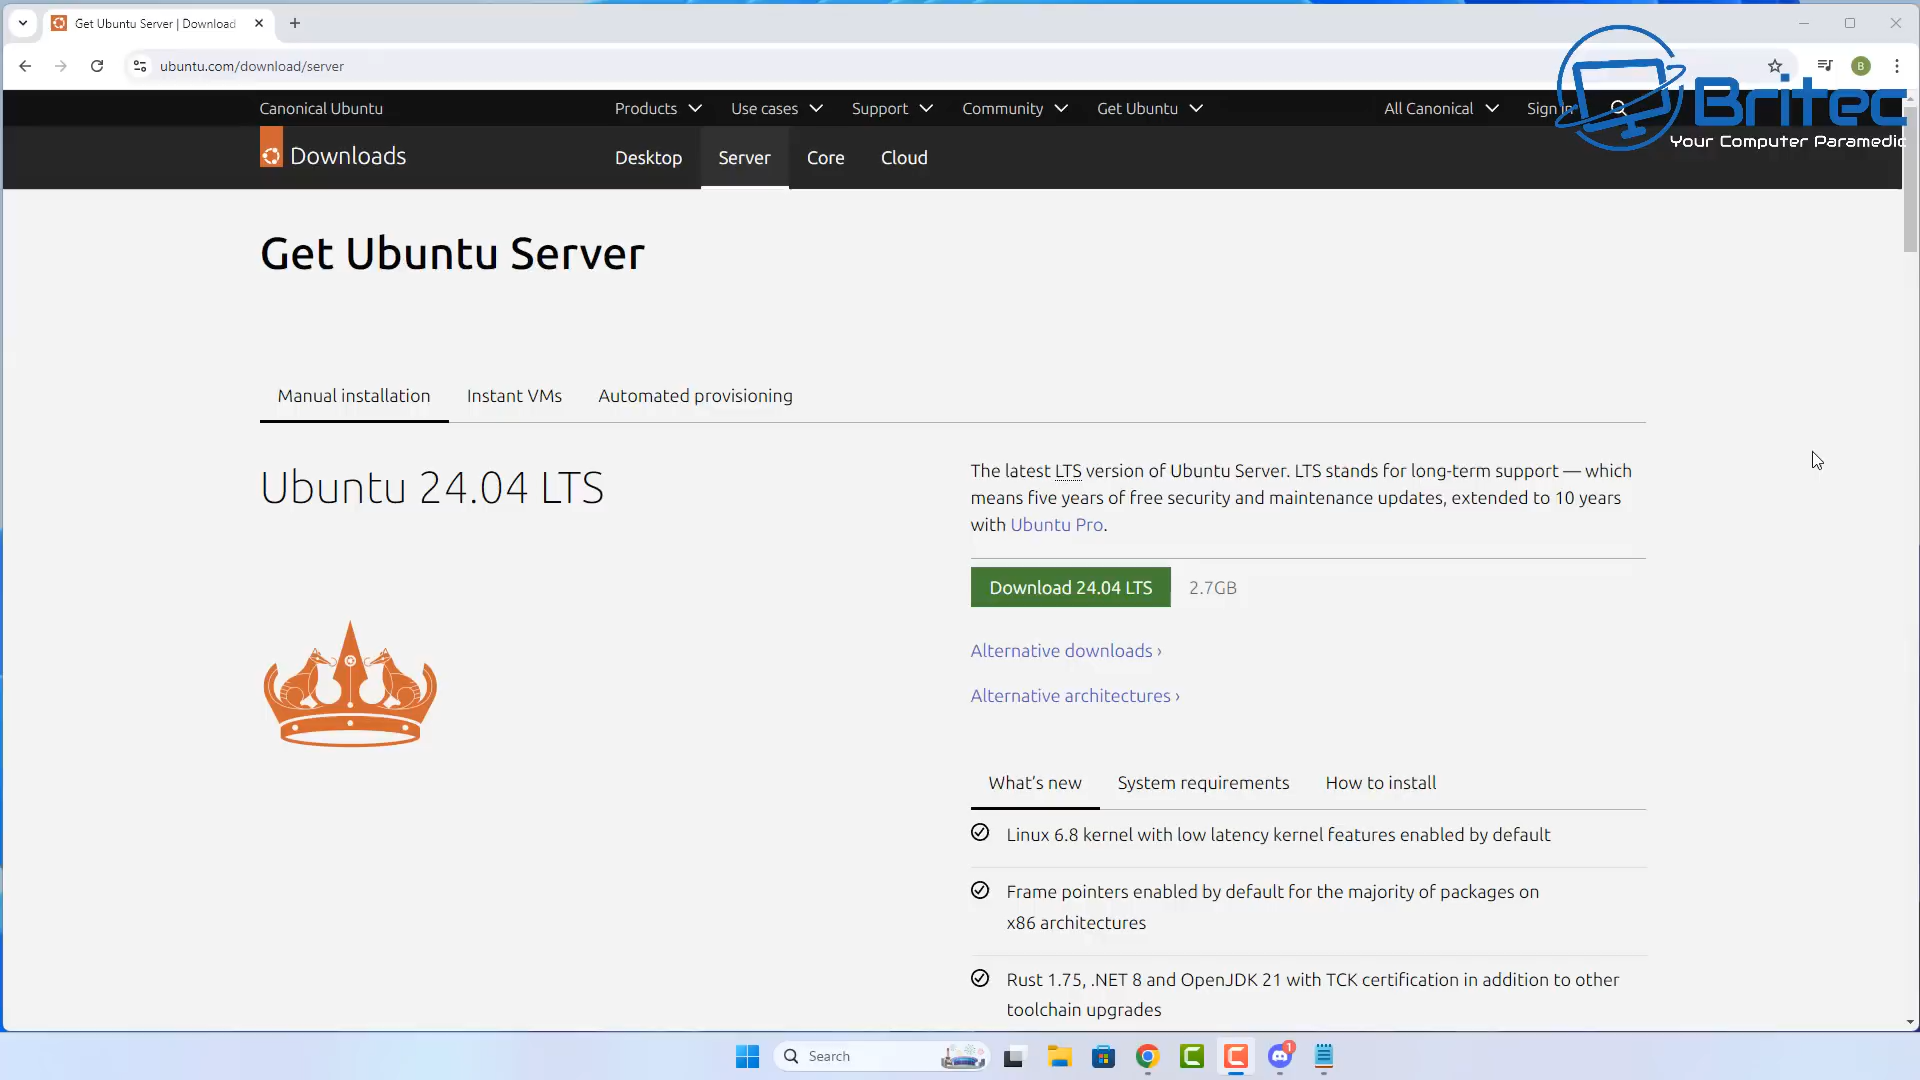 Get Ubuntu Server | Download
ubuntu.com/download/server
Canonical Ubuntu
Products
Use cases
Support
Community
Get Ubuntu
All Canonical
Sign in
B
Britec
Your Computer Paramedic
Downloads
Desktop
Server
Core
Cloud
Get Ubuntu Server
Manual installation
Instant VMs
Automated provisioning
Ubuntu 24.04 LTS
The latest LTS version of Ubuntu Server. LTS stands for long-term support — which
means five years of free security and maintenance updates, extended to 10 years
with Ubuntu Pro.
Download 24.04 LTS
2.7GB
Alternative downloads ›
Alternative architectures ›
What's new
System requirements
How to install
Linux 6.8 kernel with low latency kernel features enabled by default
Frame pointers enabled by default for the majority of packages on
x86 architectures
Rust 1.75, .NET 8 and OpenJDK 21 with TCK certification in addition to other
toolchain upgrades
Search
1